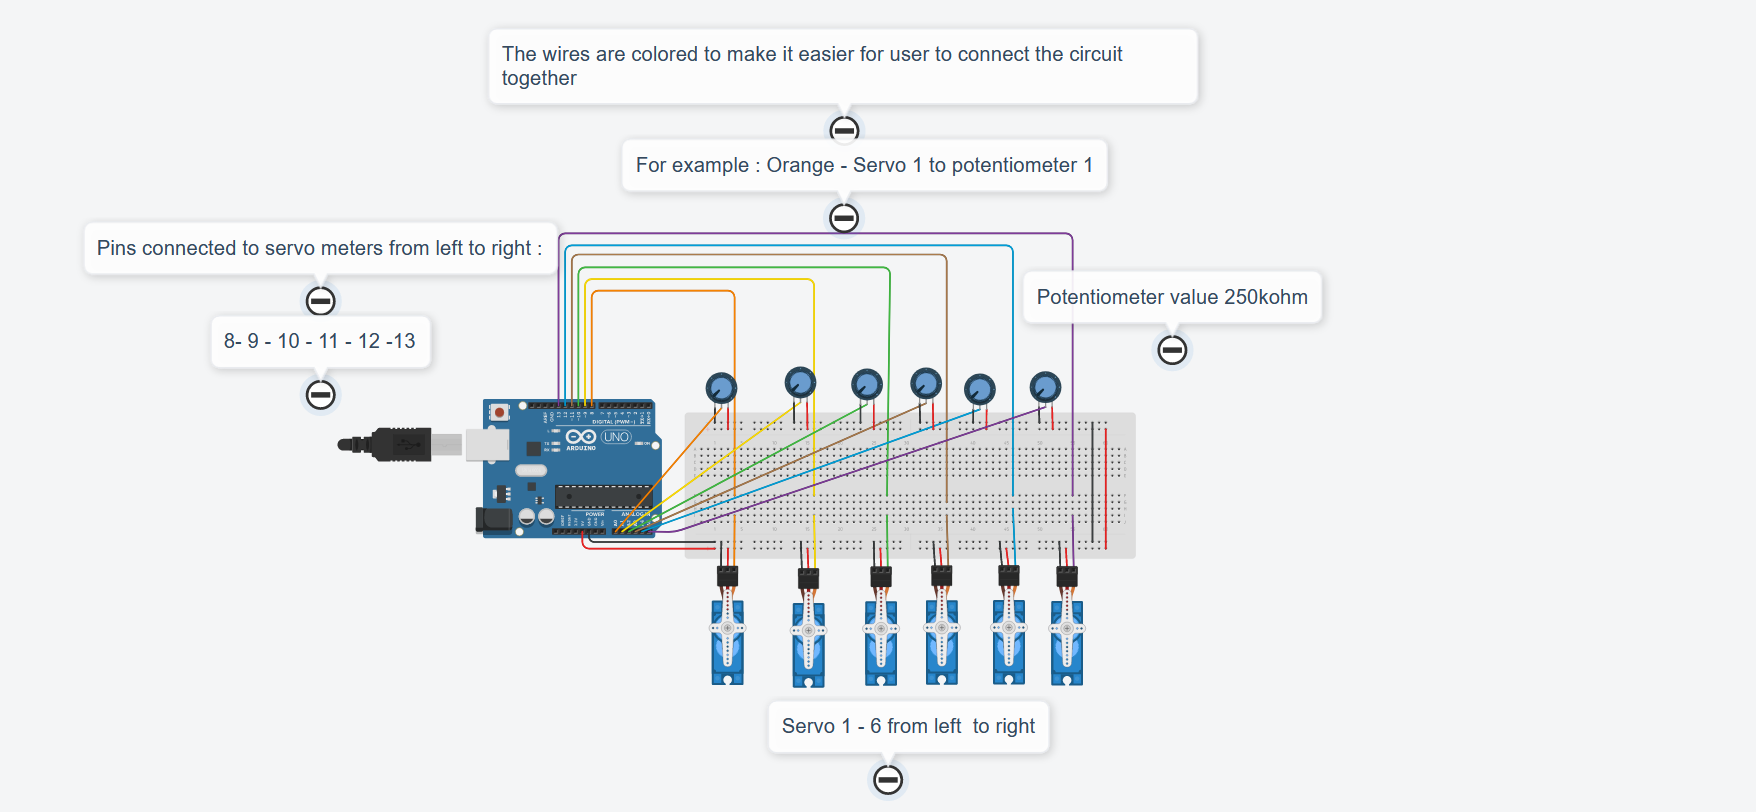 The wires are colored to make it easier for user to connect the circuit
together
For example : Orange - Servo 1 to potentiometer 1
Pins connected to servo meters from left to right :
8- 9 - 10 - 11 - 12 -13
Potentiometer value 250kohm
DIGITAL (PWM~)
UNO
ARDUINO
POWER
ANALOG IN
Servo 1 - 6 from left  to right